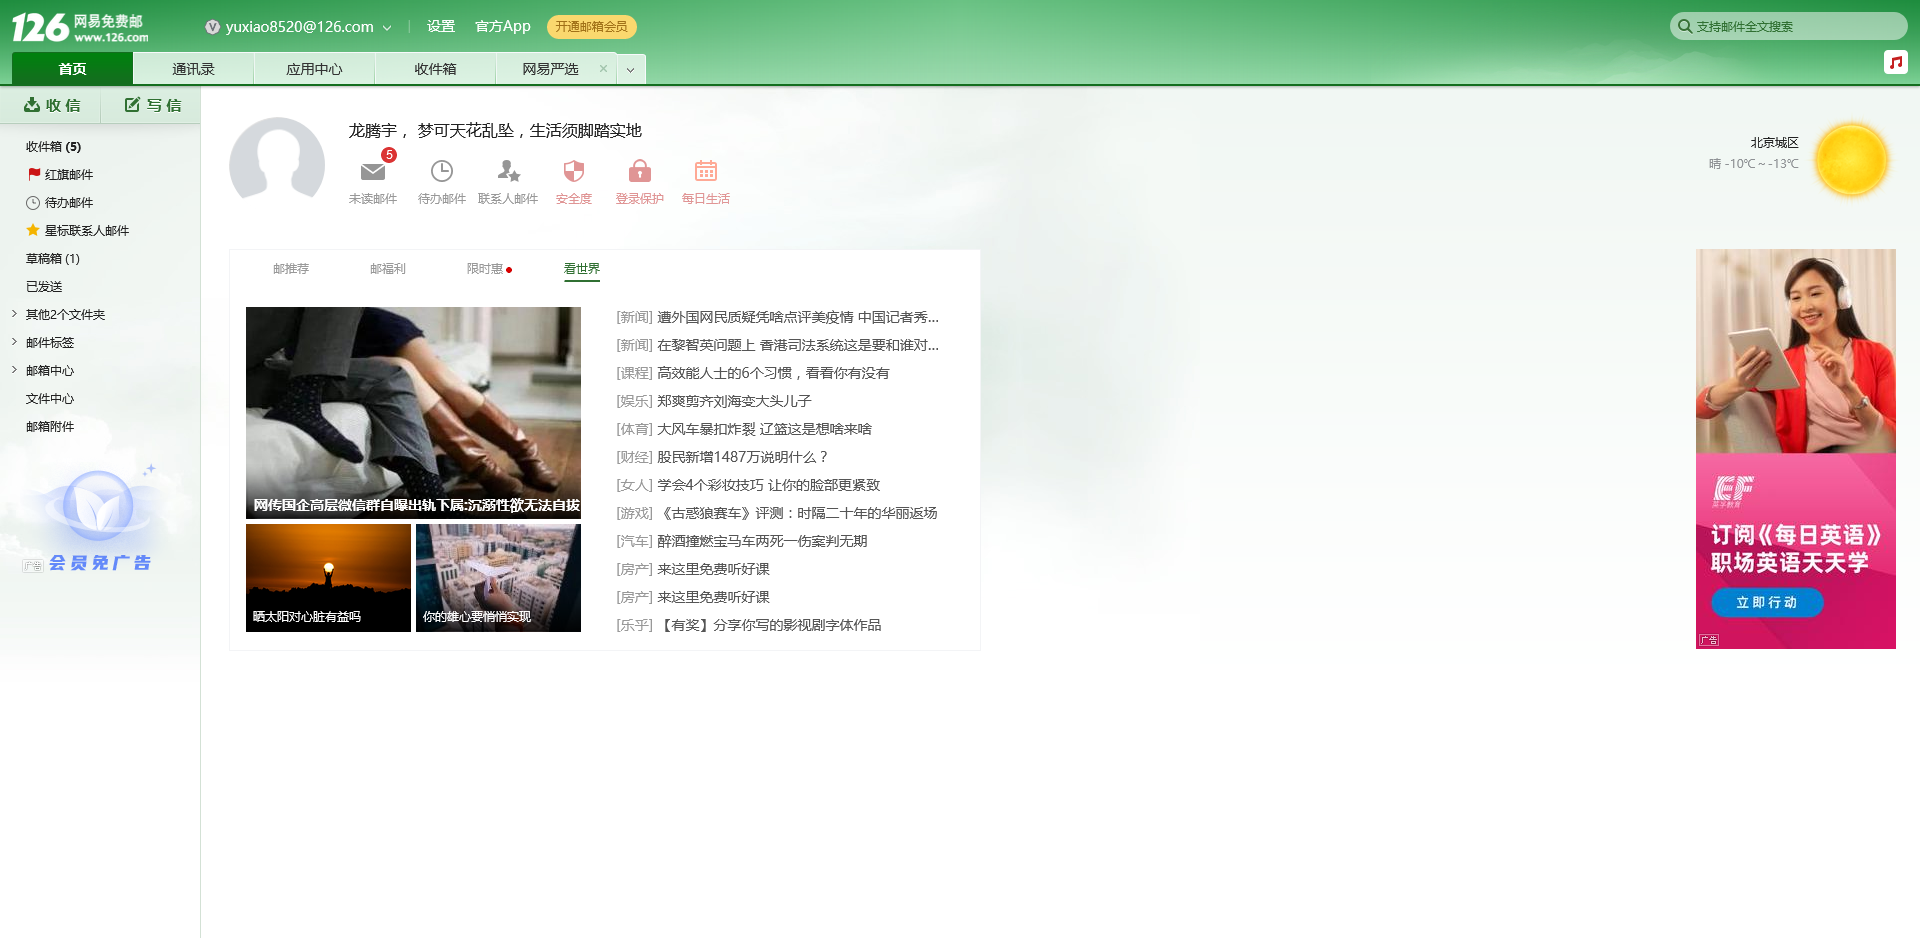 126 网易免费邮
www.126.com
yuxiao8520@126.com
设置
官方App
开通邮箱会员
支持邮件全文搜索
首页
通讯录
应用中心
收件箱
网易严选
收信
写信
收件箱 (5)
红旗邮件
待办邮件
星标联系人邮件
草稿箱 (1)
已发送
其他2个文件夹
邮件标签
邮箱中心
文件中心
邮箱附件
会员免广告
广告
龙腾宇， 梦可天花乱坠，生活须脚踏实地
5
未读邮件
待办邮件
联系人邮件
安全度
登录保护
每日生活
北京城区
晴 -10℃~-13℃
邮推荐
邮福利
限时惠
看世界
网传国企高层微信群自曝出轨下属:沉溺性欲无法自拔
晒太阳对心脏有益吗
你的雄心要悄悄实现
[新闻] 遭外国网民质疑凭啥点评美疫情 中国记者秀...
[新闻] 在黎智英问题上 香港司法系统这是要和谁对...
[课程] 高效能人士的6个习惯，看看你有没有
[娱乐] 郑爽剪齐刘海变大头儿子
[体育] 大风车暴扣炸裂 辽篮这是想啥来啥
[财经] 股民新增1487万说明什么？
[女人] 学会4个彩妆技巧 让你的脸部更紧致
[游戏] 《古惑狼赛车》评测：时隔二十年的华丽返场
[汽车] 醉酒撞燃宝马车两死一伤案判无期
[房产] 来这里免费听好课
[房产] 来这里免费听好课
[乐乎] 【有奖】分享你写的影视剧字体作品
EF
英孚教育
订阅《每日英语》
职场英语天天学
立即行动
广告